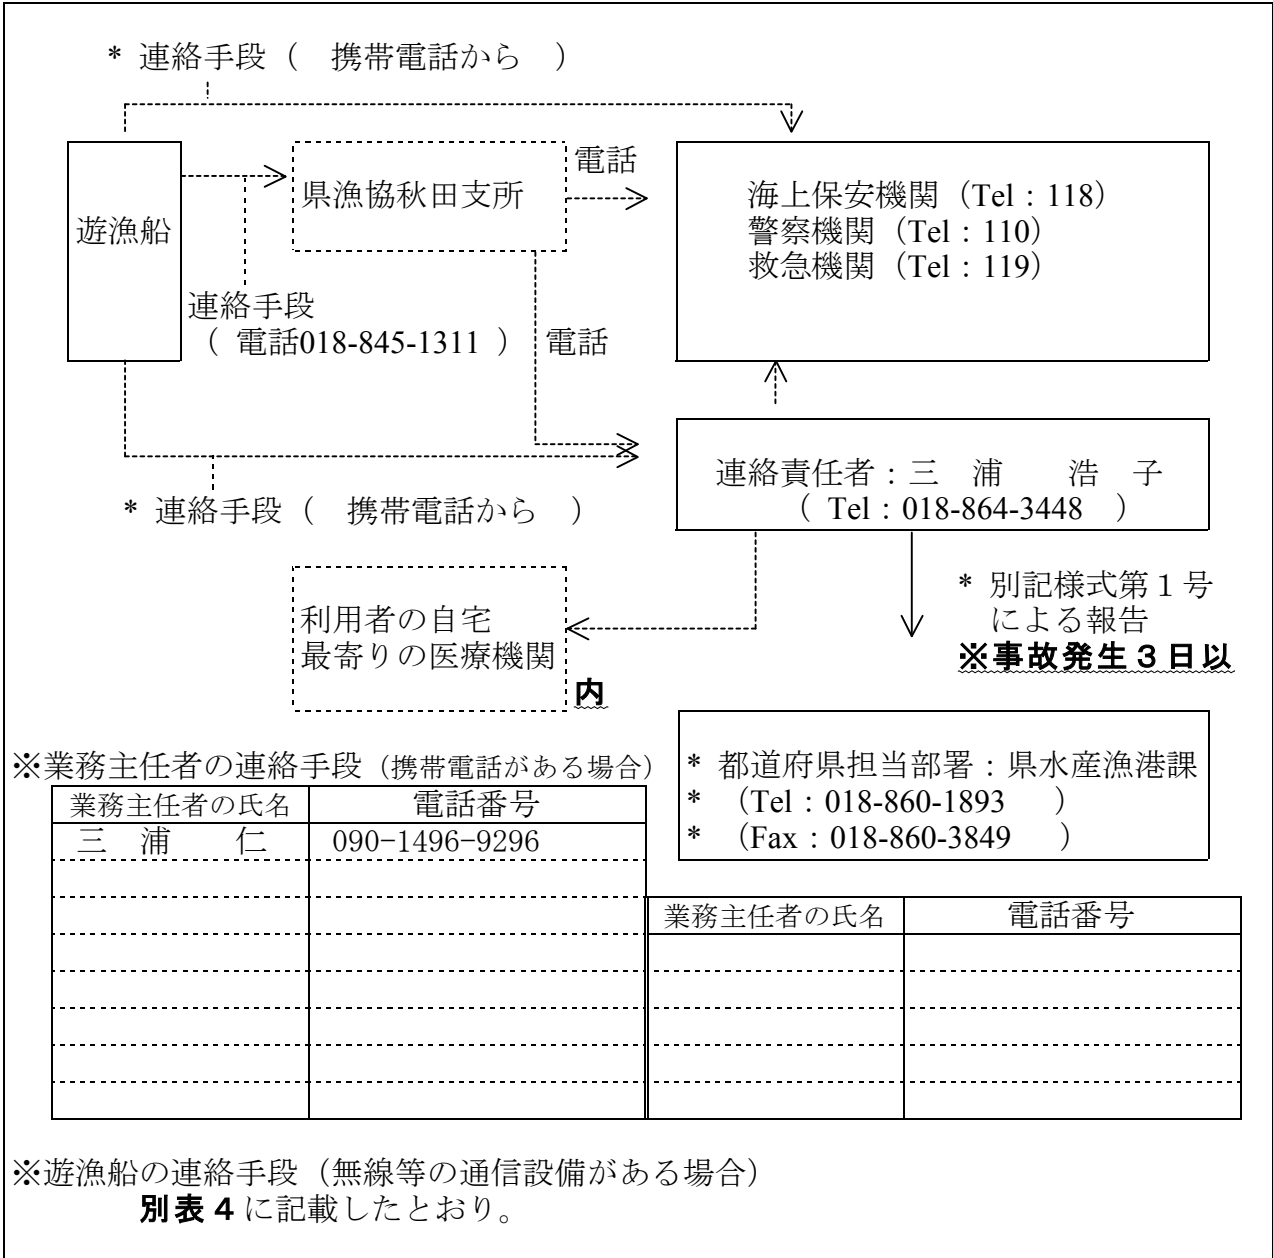 * 連絡手段（　携帯電話から　）
遊漁船
県漁協秋田支所
電話
海上保安機関（Tel：118）
警察機関（Tel：110）
救急機関（Tel：119）
連絡手段
（ 電話018-845-1311 ）
電話
連絡責任者：三　浦　　浩　子
（ Tel：018-864-3448　）
* 連絡手段（　携帯電話から　）
* 別記様式第１号
による報告
※事故発生３日以
内
利用者の自宅
最寄りの医療機関
* 都道府県担当部署：県水産漁港課
* （Tel：018-860-1893　）
* （Fax：018-860-3849　）
※業務主任者の連絡手段（携帯電話がある場合）
業務主任者の氏名　電話番号
三　浦　　仁　090-1496-9296
業務主任者の氏名　電話番号
※遊漁船の連絡手段（無線等の通信設備がある場合）
別表４に記載したとおり。